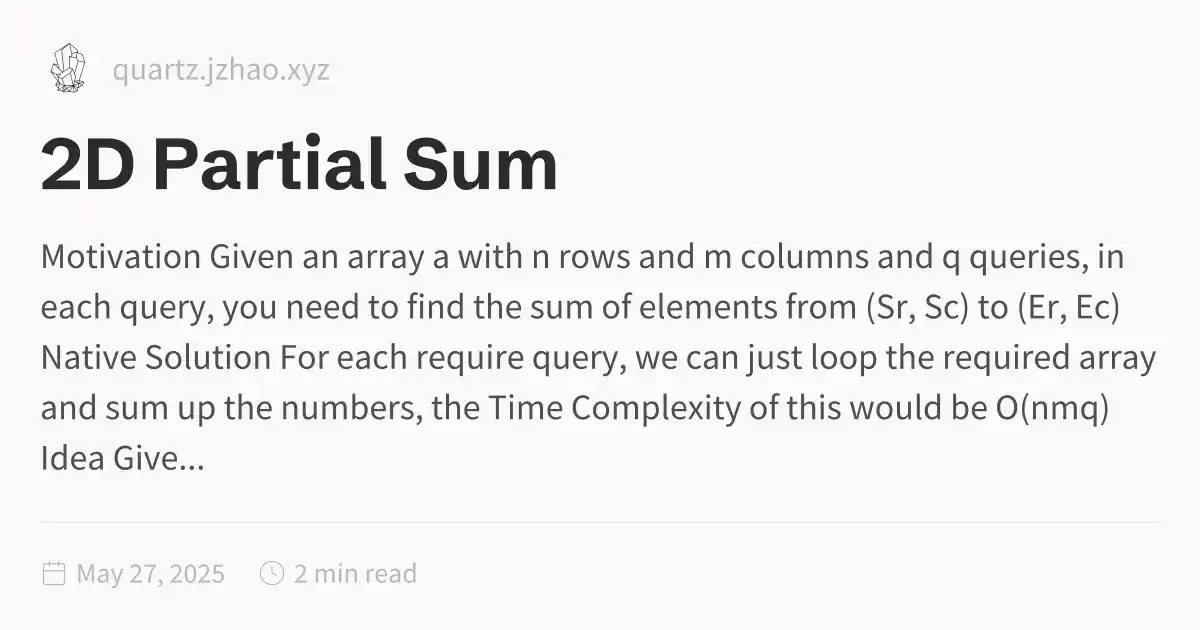 quartz.jzhao.xyz
2D Partial Sum
Motivation Given an array a with n rows and m columns and q queries, in
each query, you need to find the sum of elements from (Sr, Sc) to (Er, Ec)
Native Solution For each require query, we can just loop the required array
and sum up the numbers, the Time Complexity of this would be O(nmq)
Idea Give...
May 27, 2025 2 min read